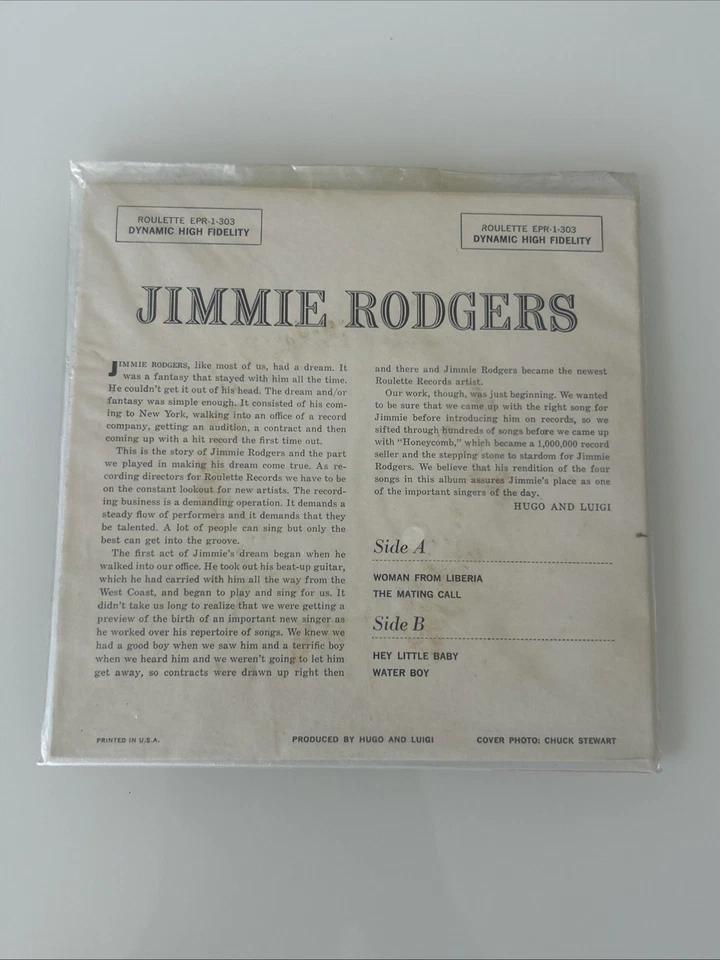 ROULETTE EPR-1-303
DYNAMIC HIGH FIDELITY
ROULETTE EPR-1-303
DYNAMIC HIGH FIDELITY
JIMMIE RODGERS
JIMMIE RODGERS, like most of us, had a dream. It
was a fantasy that stayed with him all the time.
He couldn't get it out of his head. The dream and/or
fantasy was simple enough. It consisted of his com-
ing to New York, walking into an office of a record
company, getting an audition, a contract and then
coming up with a hit record the first time out.
This is the story of Jimmie Rodgers and the part
we played in making his dream come true. As re-
cording directors for Roulette Records we have to be
on the constant lookout for new artists. The record-
ing business is a demanding operation. It demands a
steady flow of performers and it demands that they
be talented. A lot of people can sing but only the
best can get into the groove.
The first act of Jimmie's dream began when he
walked into our office. He took out his beat-up guitar,
which he had carried with him all the way from the
West Coast, and began to play and sing for us. It
didn't take us long to realize that we were getting a
preview of the birth of an important new singer as
he worked over his repertoire of songs. We knew we
had a good boy when we saw him and a terrific boy
when we heard him and we weren't going to let him
get away, so contracts were drawn up right then
and there and Jimmie Rodgers became the newest
Roulette Records artist.
Our work, though, was just beginning. We wanted
to be sure that we came up with the right song for
Jimmie before introducing him on records, so we
sifted through hundreds of songs before we came up
with "Honeycomb," which became a 1,000,000 record
seller and the stepping stone to stardom for Jimmie
Rodgers. We believe that his rendition of the four
songs in this album assures Jimmie's place as one
of the important singers of the day.
HUGO AND LUIGI
Side A
WOMAN FROM LIBERIA
THE MATING CALL
Side B
HEY LITTLE BABY
WATER BOY
PRINTED IN U.S.A.
PRODUCED BY HUGO AND LUIGI
COVER PHOTO: CHUCK STEWART